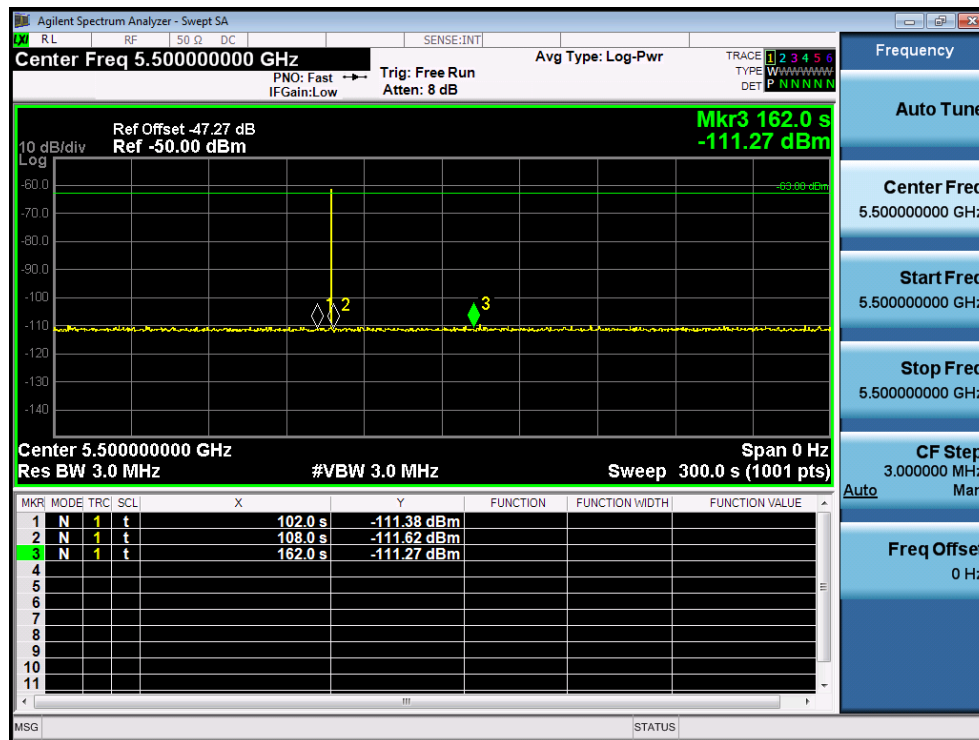 Agilent Spectrum Analyzer - Swept SA
LXI RL RF 50 Ω DC SENSE:INT
Center Freq 5.500000000 GHz
PNO: Fast
IFGain:Low
Trig: Free Run
Atten: 8 dB
Avg Type: Log-Pwr
TRACE 1 2 3 4 5 6
TYPE WWWWWW
DET P N N N N N
Mkr3 162.0 s
-111.27 dBm
Ref Offset -47.27 dB
10 dB/div Ref -50.00 dBm
Log
-60.0
-63.00 dBm
-70.0
-80.0
-90.0
-100
-110
-120
-130
-140
1 2 3
Center 5.500000000 GHz Span 0 Hz
Res BW 3.0 MHz #VBW 3.0 MHz Sweep 300.0 s (1001 pts)
MKR MODE TRC SCL X Y FUNCTION FUNCTION WIDTH FUNCTION VALUE
1 N 1 t 102.0 s -111.38 dBm
2 N 1 t 108.0 s -111.62 dBm
3 N 1 t 162.0 s -111.27 dBm
4
5
6
7
8
9
10
11
MSG STATUS
Frequency
Auto Tune
Center Freq
5.500000000 GHz
Start Freq
5.500000000 GHz
Stop Freq
5.500000000 GHz
CF Step
3.000000 MHz
Auto Man
Freq Offset
0 Hz